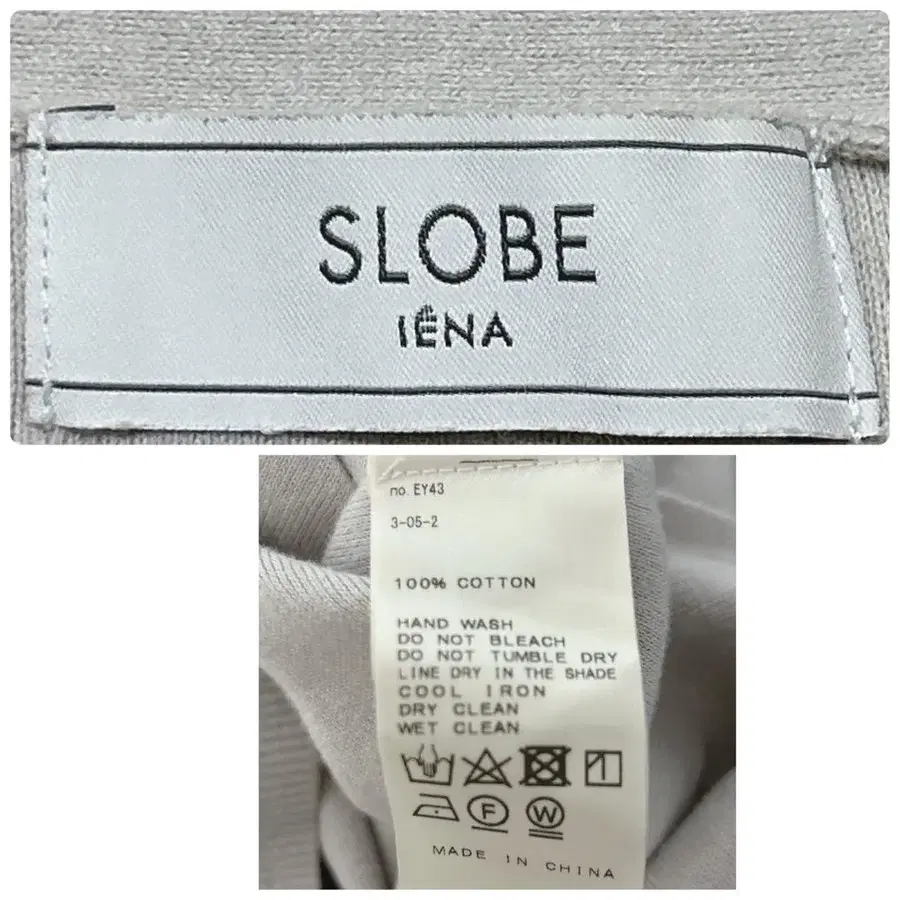 SLOBE
IÉNA
no. EY43
3-05-2
100% COTTON
HAND WASH
DO NOT BLEACH
DO NOT TUMBLE DRY
LINE DRY IN THE SHADE
COOL IRON
DRY CLEAN
WET CLEAN
F W
MADE IN CHINA